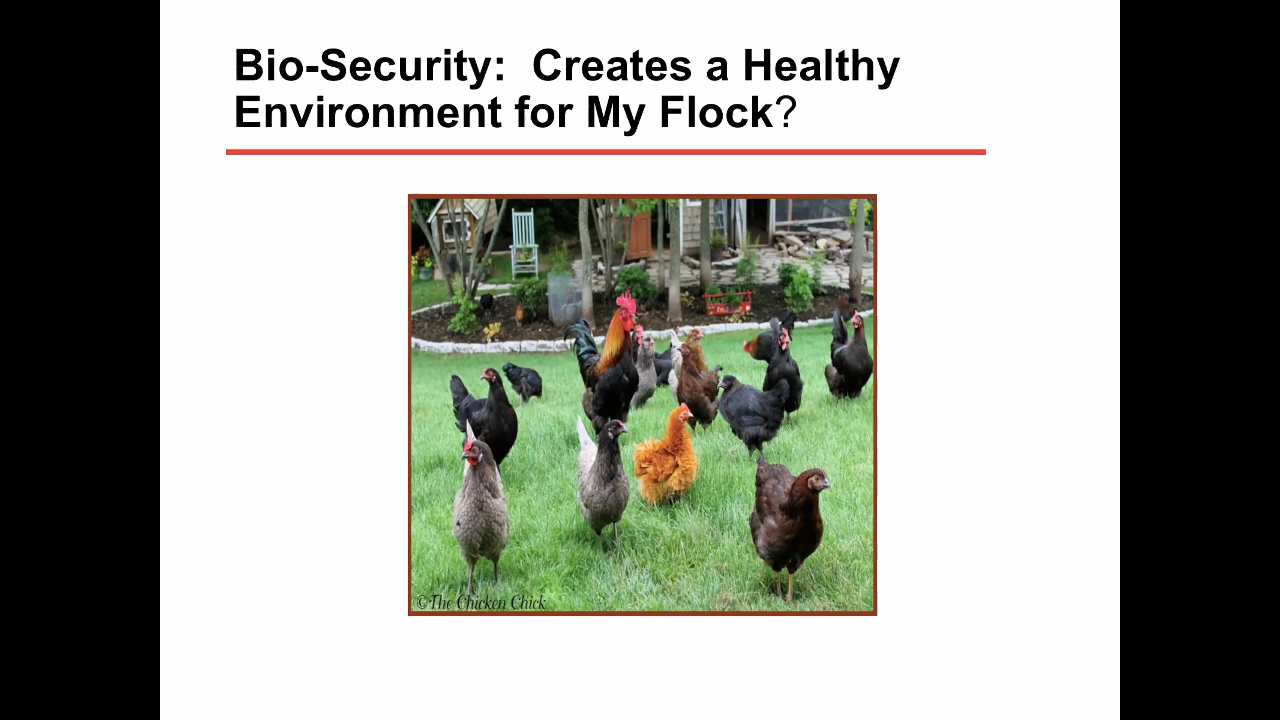 Bio-Security:  Creates a Healthy
Environment for My Flock?
©The Chicken Chick